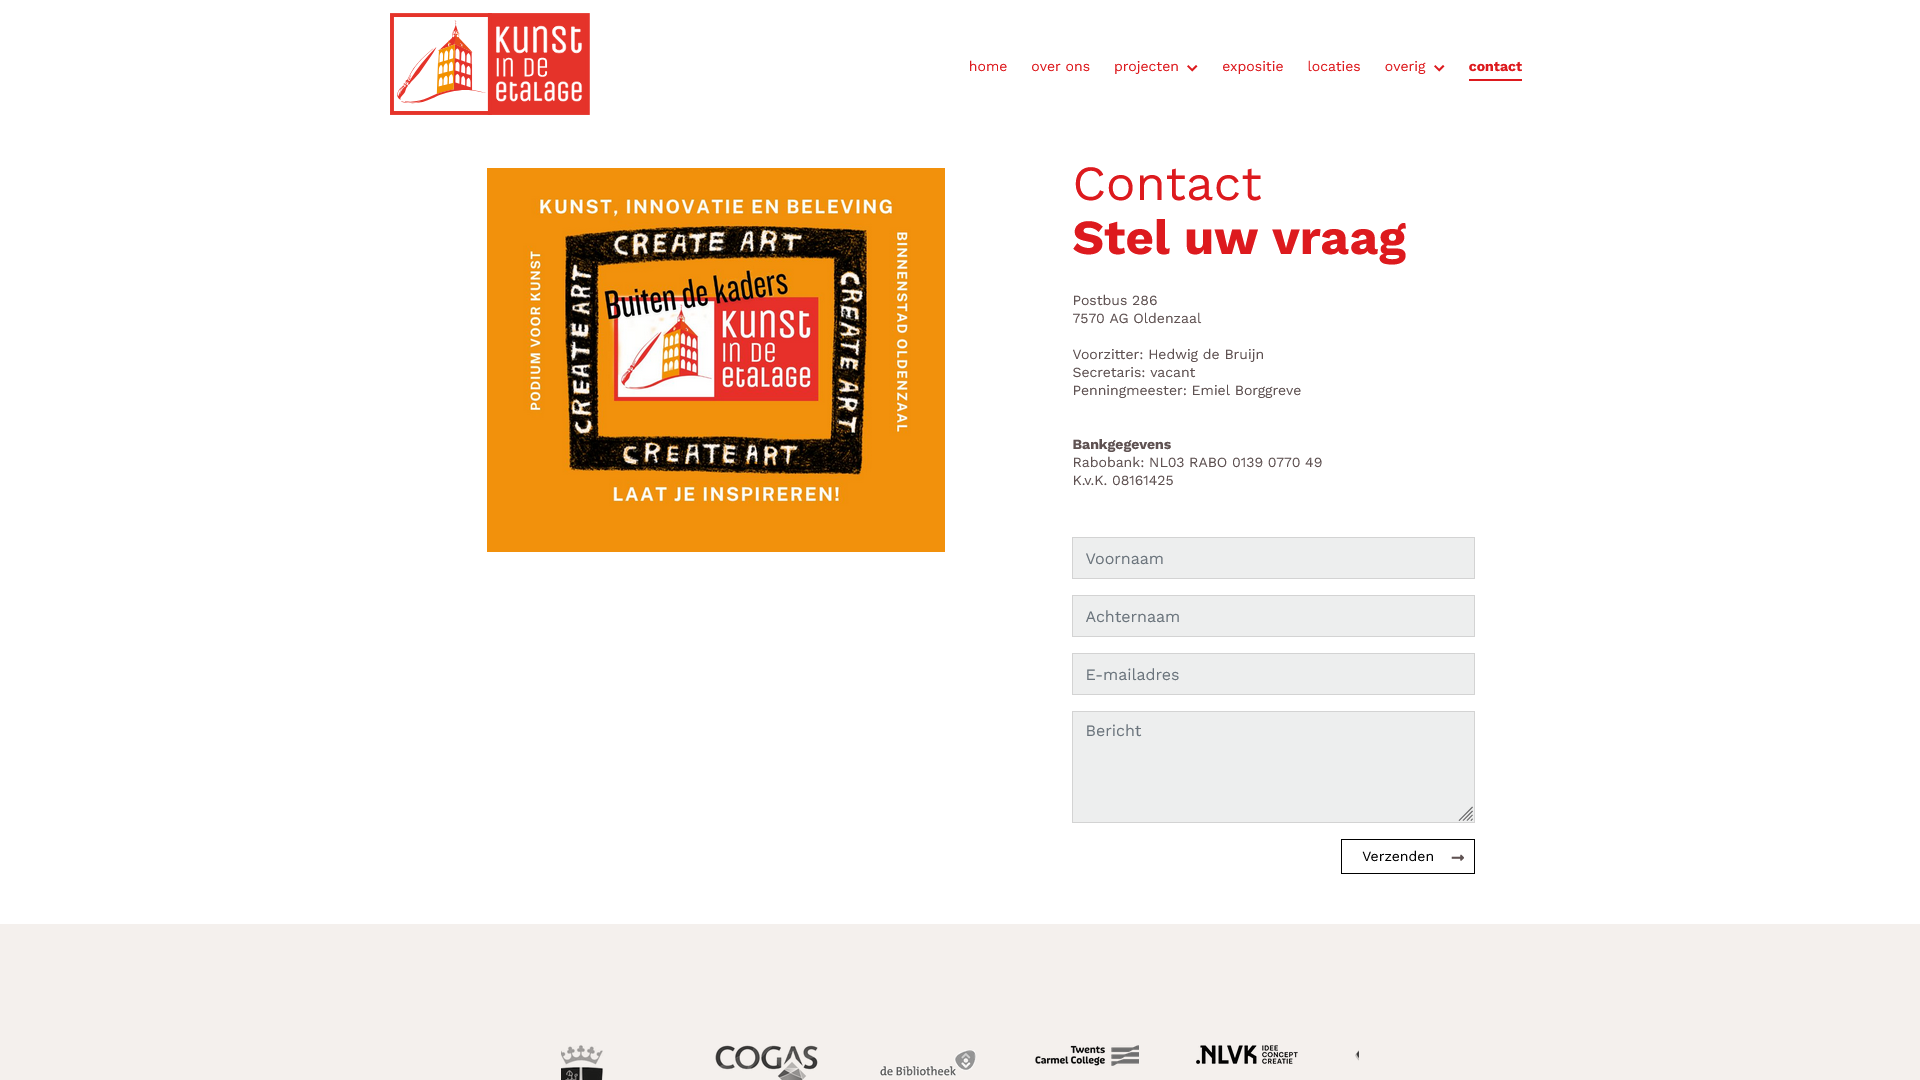 kunst
in de
etalage
home
over ons
projecten
expositie
locaties
overig
contact
KUNST, INNOVATIE EN BELEVING
PODIUM VOOR KUNST
CREATE ART
CREATE ART
Buiten de kaders
kunst
in de
etalage
CREATE ART
CREATE ART
BINNENSTAD OLDENZAAL
LAAT JE INSPIREREN!
Contact
Stel uw vraag
Postbus 286
7570 AG Oldenzaal
Voorzitter: Hedwig de Bruijn
Secretaris: vacant
Penningmeester: Emiel Borggreve
Bankgegevens
Rabobank: NL03 RABO 0139 0770 49
K.v.K. 08161425
Voornaam
Achternaam
E-mailadres
Bericht
Verzenden
COGAS
de Bibliotheek
Twents
Carmel College
.NLVK
IDEE
CONCEPT
CREATIE